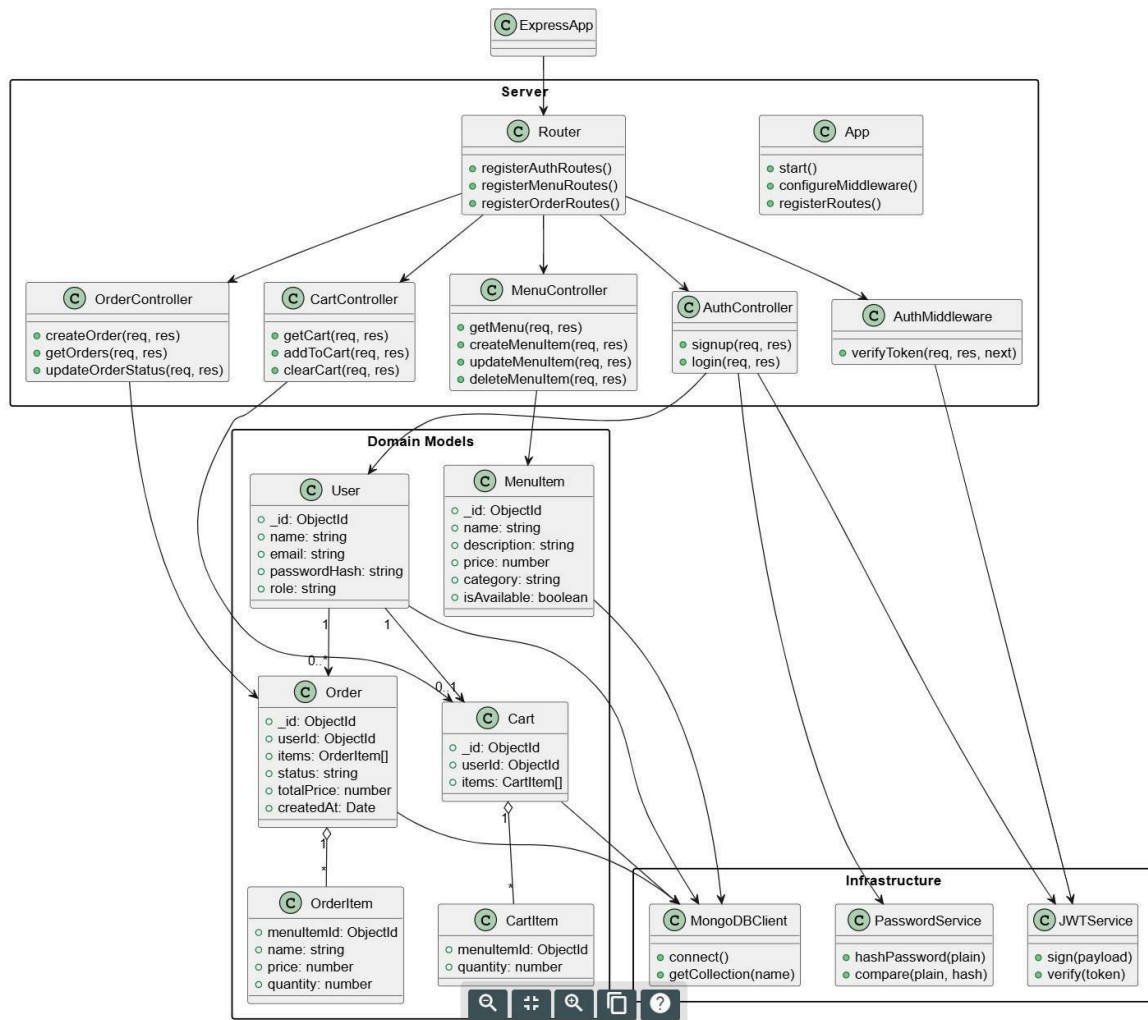 C ExpressApp
Server
C Router
registerAuthRoutes()
registerMenuRoutes()
registerOrderRoutes()
C App
start()
configureMiddleware()
registerRoutes()
C OrderController
createOrder(req, res)
getOrders(req, res)
updateOrderStatus(req, res)
C CartController
getCart(req, res)
addToCart(req, res)
clearCart(req, res)
C MenuController
getMenu(req, res)
createMenuItem(req, res)
updateMenuItem(req, res)
deleteMenuItem(req, res)
C AuthController
signup(req, res)
login(req, res)
C AuthMiddleware
verifyToken(req, res, next)
Domain Models
C User
_id: ObjectId
name: string
email: string
passwordHash: string
role: string
C MenuItem
_id: ObjectId
name: string
description: string
price: number
category: string
isAvailable: boolean
1
1
0..*
0..1
C Order
_id: ObjectId
userId: ObjectId
items: OrderItem[]
status: string
totalPrice: number
createdAt: Date
C Cart
_id: ObjectId
userId: ObjectId
items: CartItem[]
1
1
*
*
C OrderItem
menuItemId: ObjectId
name: string
price: number
quantity: number
C CartItem
menuItemId: ObjectId
quantity: number
Infrastructure
C MongoDBClient
connect()
getCollection(name)
C PasswordService
hashPassword(plain)
compare(plain, hash)
C JWTService
sign(payload)
verify(token)
?